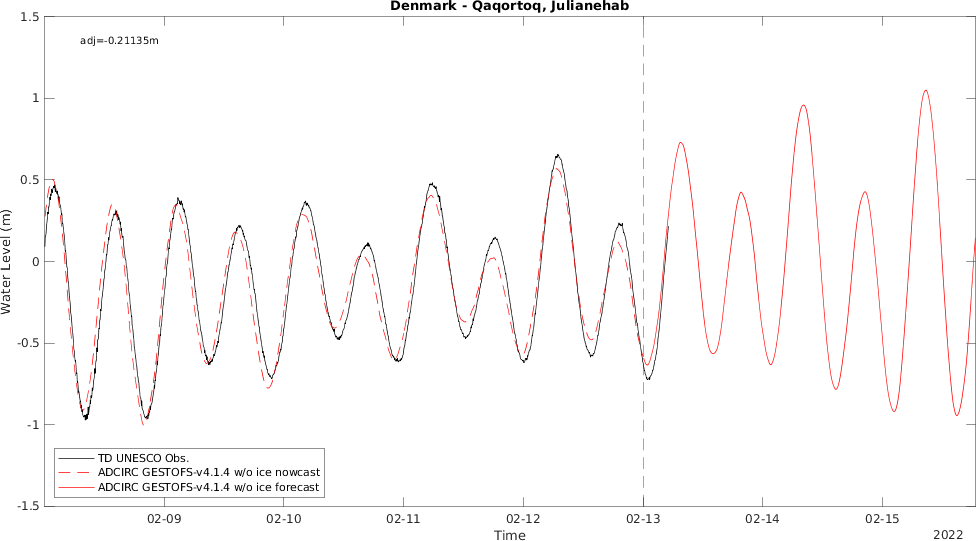 Denmark - Qaqortoq, Julianehab
adj=-0.21135m
1.5
1
0.5
0
-0.5
-1
-1.5
Water Level (m)
TD UNESCO Obs.
ADCIRC GESTOFS-v4.1.4 w/o ice nowcast
ADCIRC GESTOFS-v4.1.4 w/o ice forecast
02-09 02-10 02-11 02-12 02-13 02-14 02-15
Time
2022